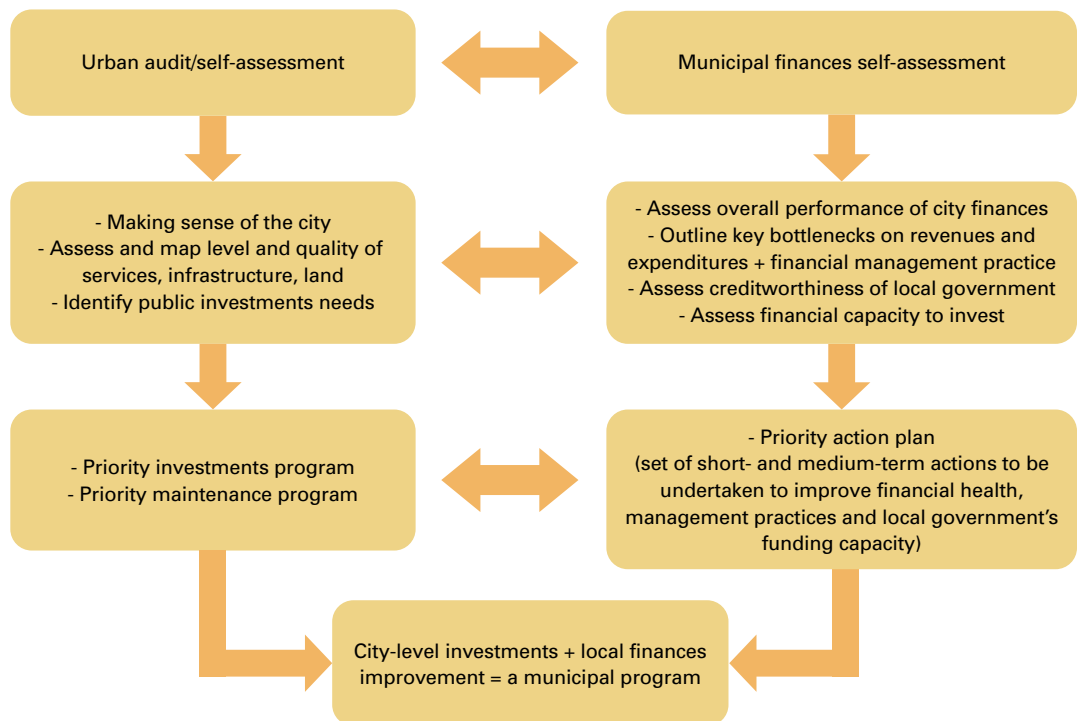 Urban audit/self-assessment
Municipal finances self-assessment
- Making sense of the city
- Assess and map level and quality of
services, infrastructure, land
- Identify public investments needs
- Assess overall performance of city finances
- Outline key bottlenecks on revenues and
expenditures + financial management practice
- Assess creditworthiness of local government
- Assess financial capacity to invest
- Priority investments program
- Priority maintenance program
- Priority action plan
(set of short- and medium-term actions to be
undertaken to improve financial health,
management practices and local government’s
funding capacity)
City-level investments + local finances
improvement = a municipal program